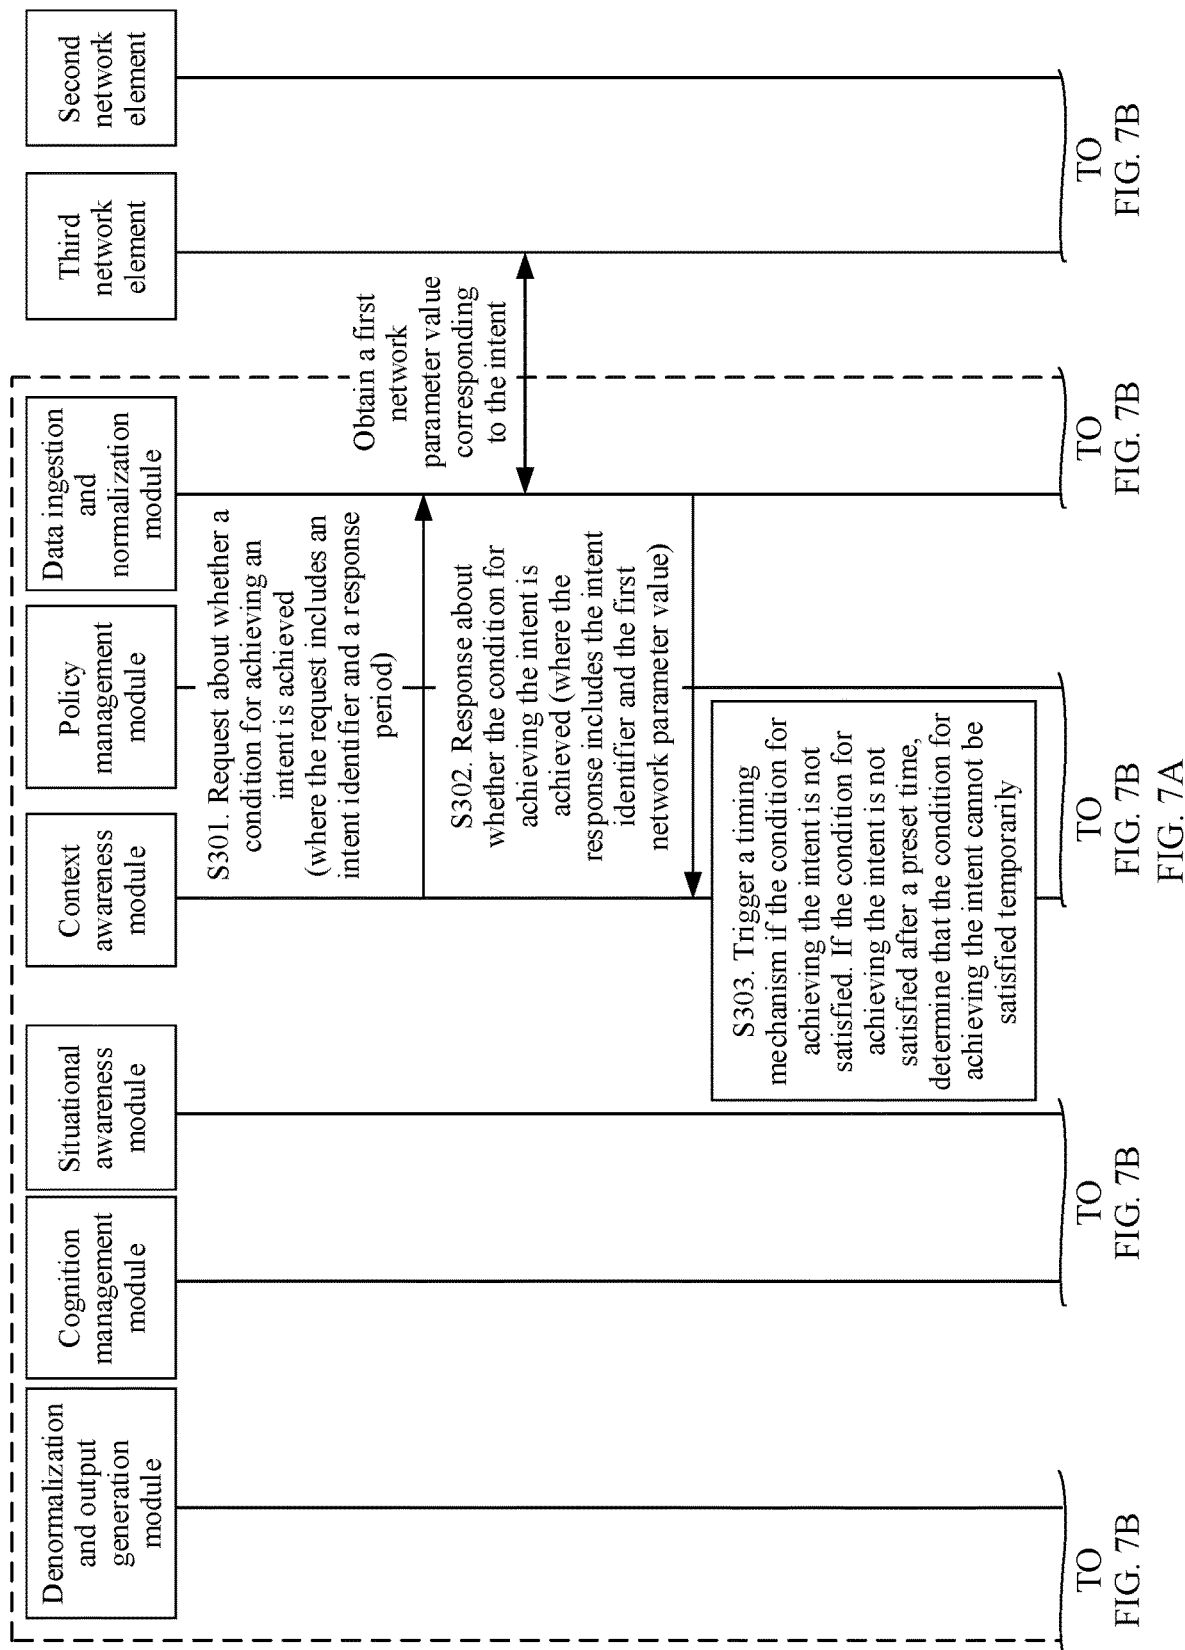 Denormalization
and output
generation
module
Cognition
management
module
Situational
awareness
module
Context
awareness
module
Policy
management
module
Data ingestion
and
normalization
module
Third
network
element
Second
network
element
S301. Request about whether a
condition for achieving an
intent is achieved
(where the request includes an
intent identifier and a response
period)
Obtain a first
network
parameter value
corresponding
to the intent
S302. Response about
whether the condition for
achieving the intent is
achieved (where the
response includes the intent
identifier and the first
network parameter value)
S303. Trigger a timing
mechanism if the condition for
achieving the intent is not
satisfied. If the condition for
achieving the intent is not
satisfied after a preset time,
determine that the condition for
achieving the intent cannot be
satisfied temporarily
TO
FIG. 7B
TO
FIG. 7B
TO
FIG. 7B
TO
FIG. 7B
TO
FIG. 7B
FIG. 7A